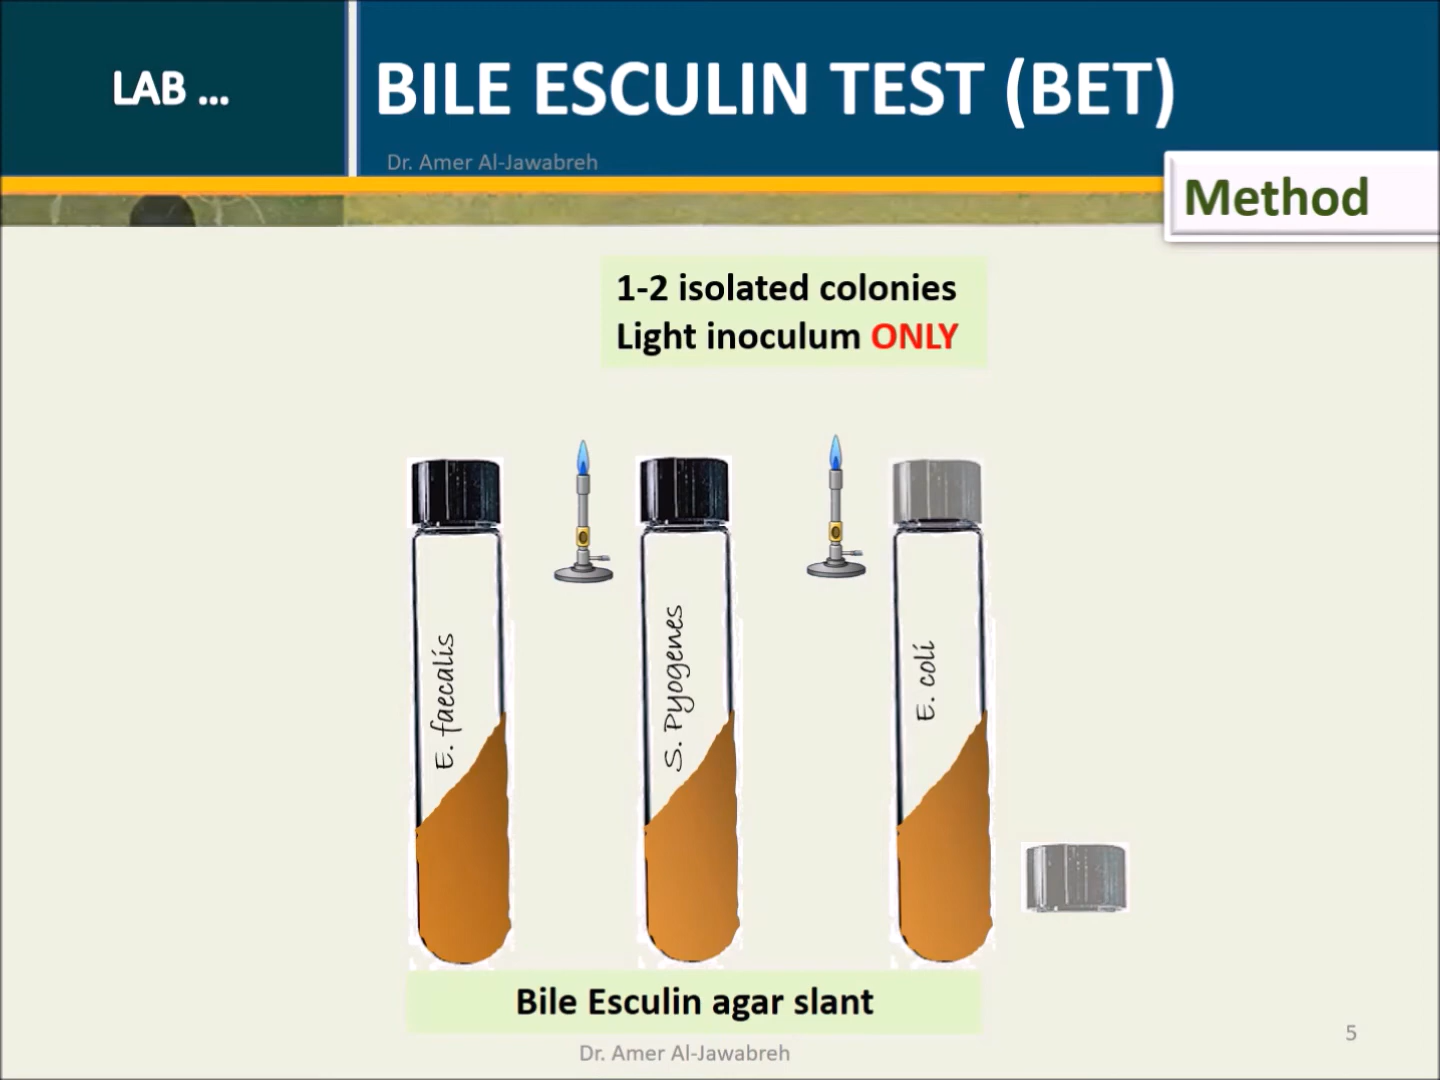 LAB ...
BILE ESCULIN TEST (BET)
Dr. Amer Al-Jawabreh
Method
1-2 isolated colonies
Light inoculum ONLY
E. faecalis
S. Pyogenes
E. coli
Bile Esculin agar slant
Dr. Amer Al-Jawabreh
5